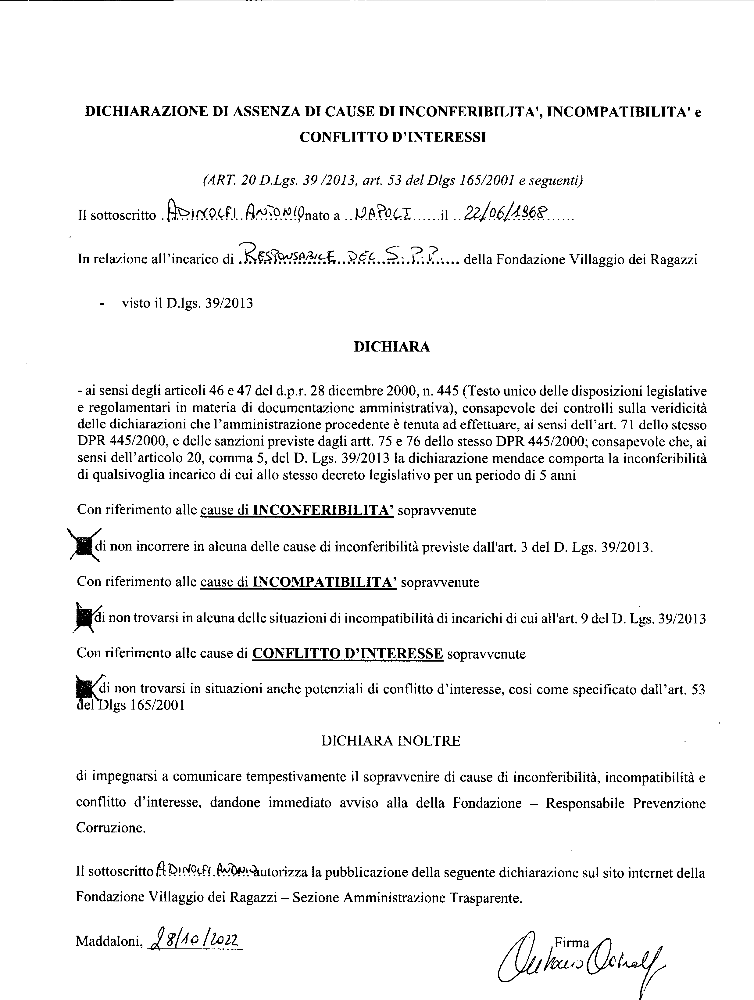 DICHIARAZIONE DI ASSENZA DI CAUSE DI INCONFERIBILITA', INCOMPATIBILITA' e
CONFLITTO D'INTERESSI
(ART. 20 D.Lgs. 39 /2013, art. 53 del Dlgs 165/2001 e seguenti)
Il sottoscritto . ADINOLFI ANTONIO nato a .. NAPOLI ......il .. 22/06/1968 ......
In relazione all'incarico di . RESPONSABILE DEL S.P.P. .... della Fondazione Villaggio dei Ragazzi
- visto il D.lgs. 39/2013
DICHIARA
- ai sensi degli articoli 46 e 47 del d.p.r. 28 dicembre 2000, n. 445 (Testo unico delle disposizioni legislative
e regolamentari in materia di documentazione amministrativa), consapevole dei controlli sulla veridicità
delle dichiarazioni che l'amministrazione procedente è tenuta ad effettuare, ai sensi dell'art. 71 dello stesso
DPR 445/2000, e delle sanzioni previste dagli artt. 75 e 76 dello stesso DPR 445/2000; consapevole che, ai
sensi dell'articolo 20, comma 5, del D. Lgs. 39/2013 la dichiarazione mendace comporta la inconferibilità
di qualsivoglia incarico di cui allo stesso decreto legislativo per un periodo di 5 anni
Con riferimento alle cause di INCONFERIBILITA' sopravvenute
di non incorrere in alcuna delle cause di inconferibilità previste dall'art. 3 del D. Lgs. 39/2013.
Con riferimento alle cause di INCOMPATIBILITA' sopravvenute
di non trovarsi in alcuna delle situazioni di incompatibilità di incarichi di cui all'art. 9 del D. Lgs. 39/2013
Con riferimento alle cause di CONFLITTO D'INTERESSE sopravvenute
di non trovarsi in situazioni anche potenziali di conflitto d'interesse, cosi come specificato dall'art. 53
del Dlgs 165/2001
DICHIARA INOLTRE
di impegnarsi a comunicare tempestivamente il sopravvenire di cause di inconferibilità, incompatibilità e
conflitto d'interesse, dandone immediato avviso alla della Fondazione – Responsabile Prevenzione
Corruzione.
Il sottoscritto ADINOLFI ANTONIO autorizza la pubblicazione della seguente dichiarazione sul sito internet della
Fondazione Villaggio dei Ragazzi – Sezione Amministrazione Trasparente.
Maddaloni, 28/10/2022
Firma
Antonio Adinolfi